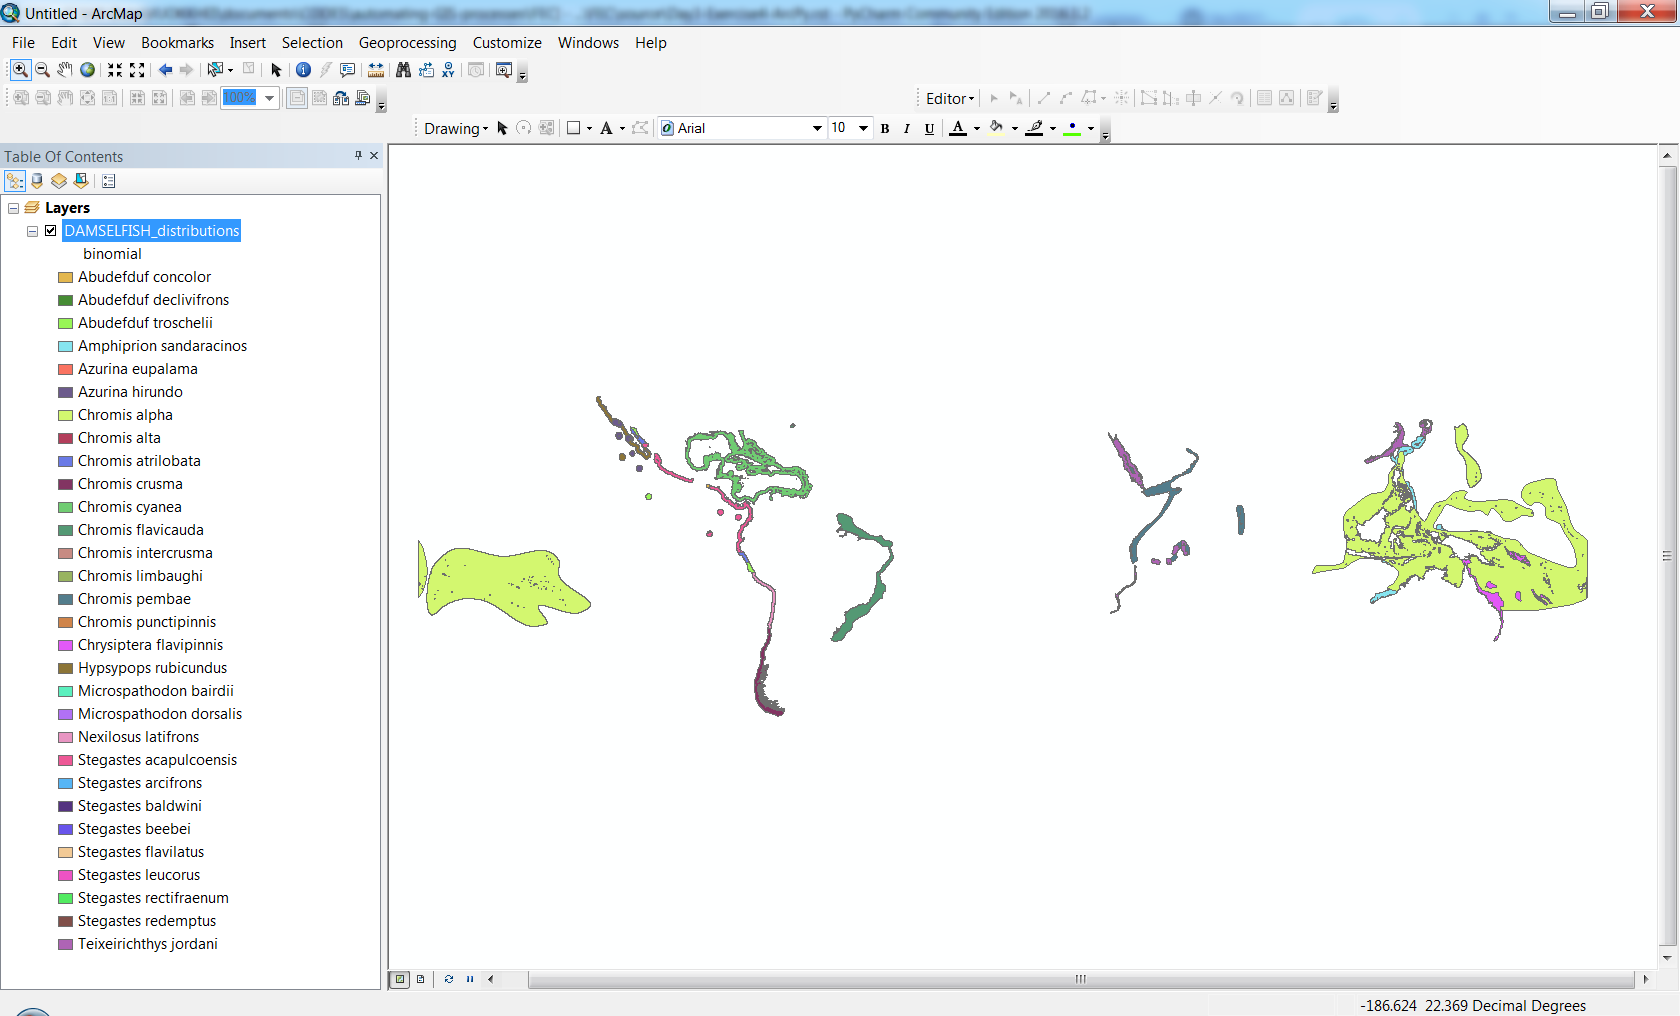 Untitled - ArcMap
File Edit View Bookmarks Insert Selection Geoprocessing Customize Windows Help
XY
100% Editor
Drawing A Arial 10 B I U A
Table Of Contents
Layers
DAMSELFISH_distributions
binomial
Abudefduf concolor
Abudefduf declivifrons
Abudefduf troschelii
Amphiprion sandaracinos
Azurina eupalama
Azurina hirundo
Chromis alpha
Chromis alta
Chromis atrilobata
Chromis crusma
Chromis cyanea
Chromis flavicauda
Chromis intercrusma
Chromis limbaughi
Chromis pembae
Chromis punctipinnis
Chrysiptera flavipinnis
Hypsypops rubicundus
Microspathodon bairdii
Microspathodon dorsalis
Nexilosus latifrons
Stegastes acapulcoensis
Stegastes arcifrons
Stegastes baldwini
Stegastes beebei
Stegastes flavilatus
Stegastes leucorus
Stegastes rectifraenum
Stegastes redemptus
Teixeirichthys jordani
-186.624 22.369 Decimal Degrees